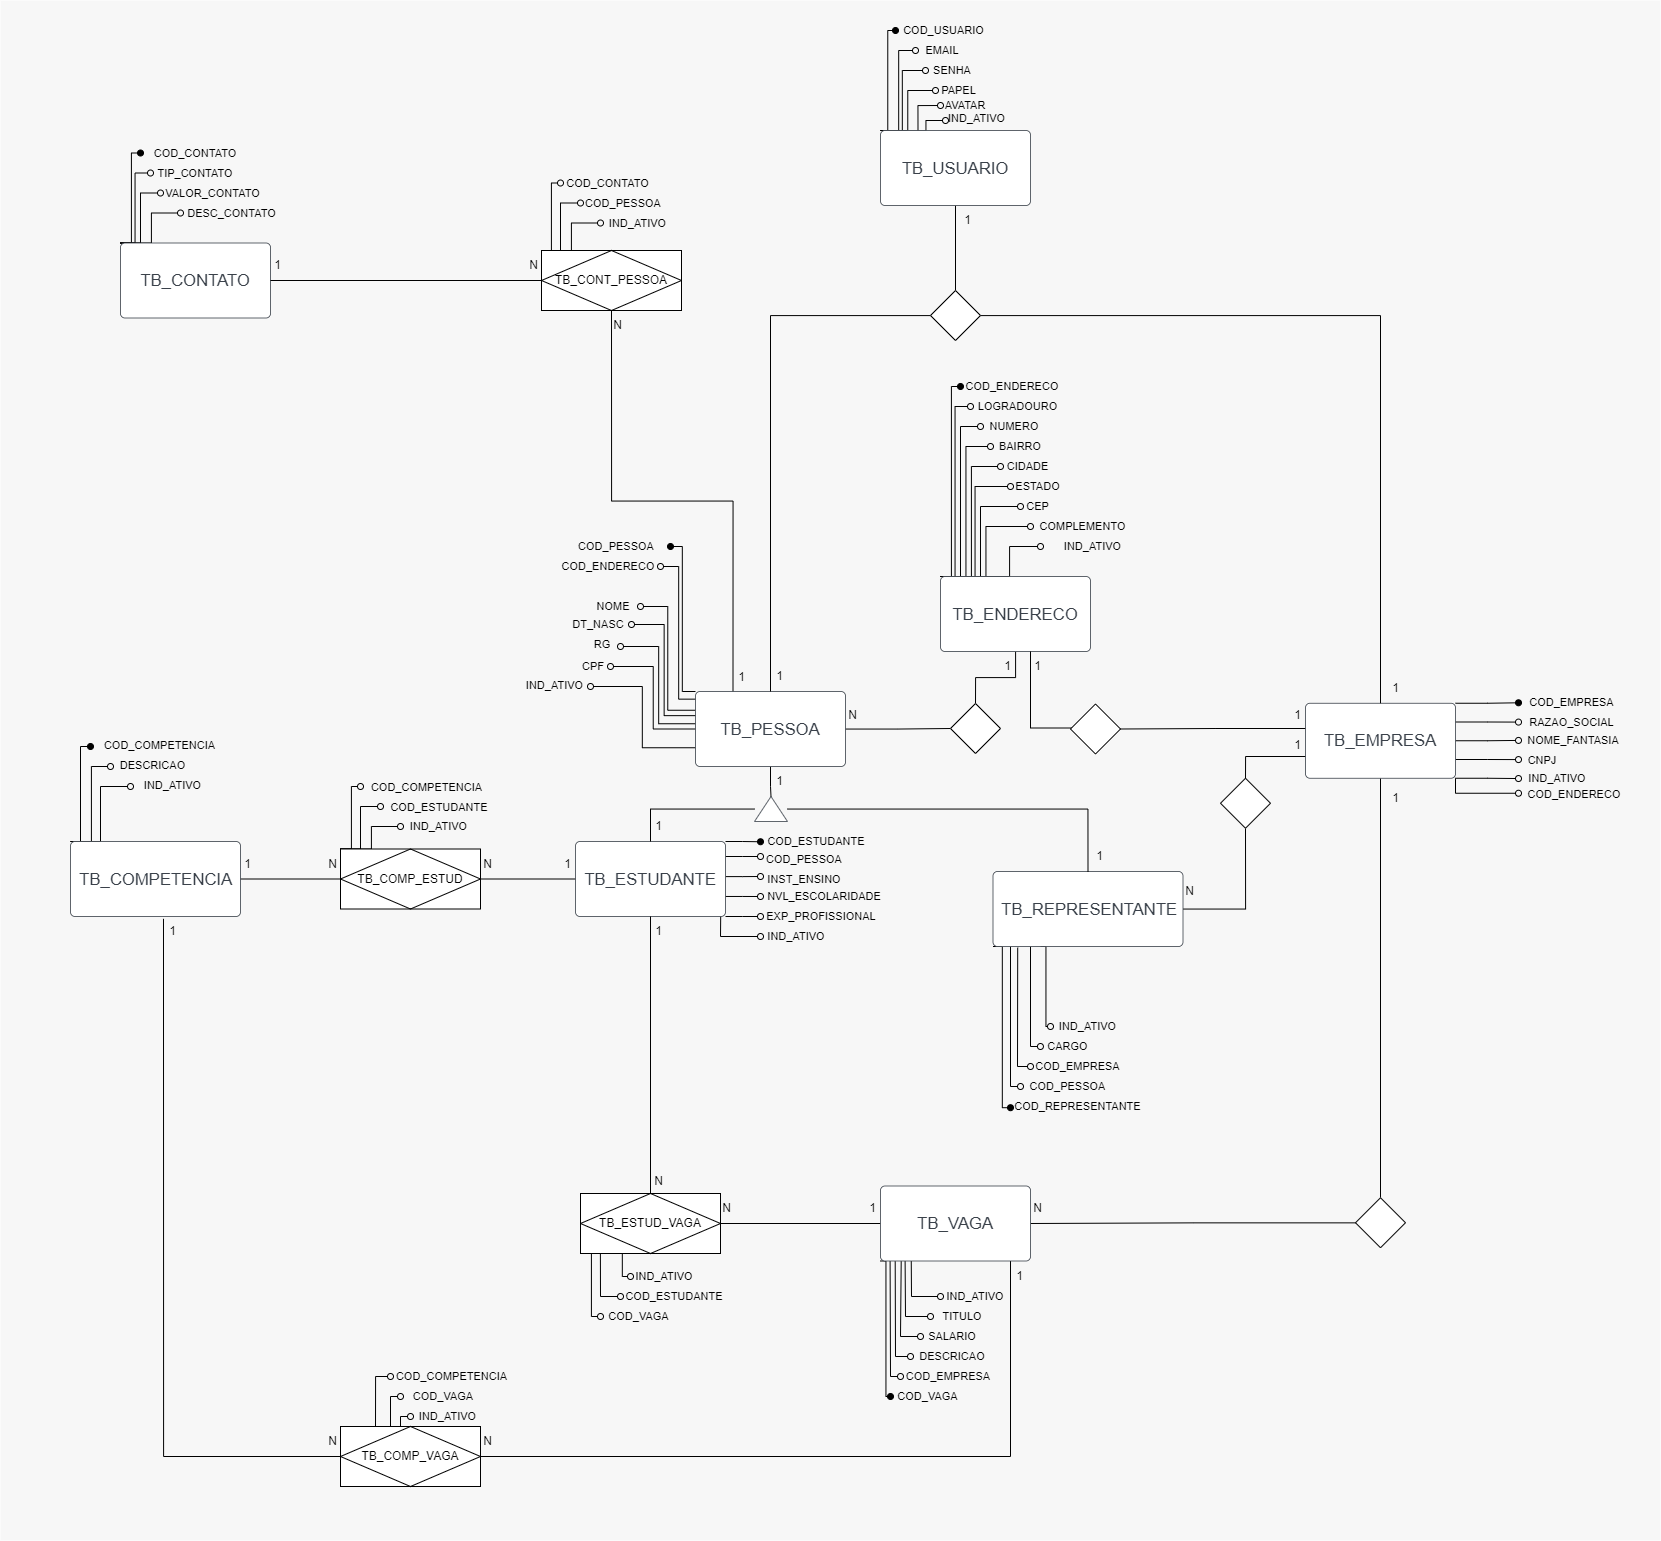 COD_USUARIO
EMAIL
SENHA
PAPEL
AVATAR
IND_ATIVO
TB_USUARIO
1
COD_CONTATO
TIP_CONTATO
VALOR_CONTATO
DESC_CONTATO
TB_CONTATO
1
COD_CONTATO
COD_PESSOA
IND_ATIVO
N
TB_CONT_PESSOA
N
COD_ENDERECO
LOGRADOURO
NUMERO
BAIRRO
CIDADE
ESTADO
CEP
COMPLEMENTO
IND_ATIVO
TB_ENDERECO
1
1
COD_PESSOA
COD_ENDERECO
NOME
DT_NASC
RG
CPF
IND_ATIVO
1
1
TB_PESSOA
N
1
1
1
1
TB_EMPRESA
1
COD_EMPRESA
RAZAO_SOCIAL
NOME_FANTASIA
CNPJ
IND_ATIVO
COD_ENDERECO
COD_COMPETENCIA
DESCRICAO
IND_ATIVO
TB_COMPETENCIA
1
1
COD_COMPETENCIA
COD_ESTUDANTE
IND_ATIVO
N
TB_COMP_ESTUD
N
1
1
TB_ESTUDANTE
1
COD_ESTUDANTE
COD_PESSOA
INST_ENSINO
NVL_ESCOLARIDADE
EXP_PROFISSIONAL
IND_ATIVO
1
TB_REPRESENTANTE
N
IND_ATIVO
CARGO
COD_EMPRESA
COD_PESSOA
COD_REPRESENTANTE
N
TB_ESTUD_VAGA
N
IND_ATIVO
COD_ESTUDANTE
COD_VAGA
1
TB_VAGA
N
1
IND_ATIVO
TITULO
SALARIO
DESCRICAO
COD_EMPRESA
COD_VAGA
COD_COMPETENCIA
COD_VAGA
IND_ATIVO
N
TB_COMP_VAGA
N